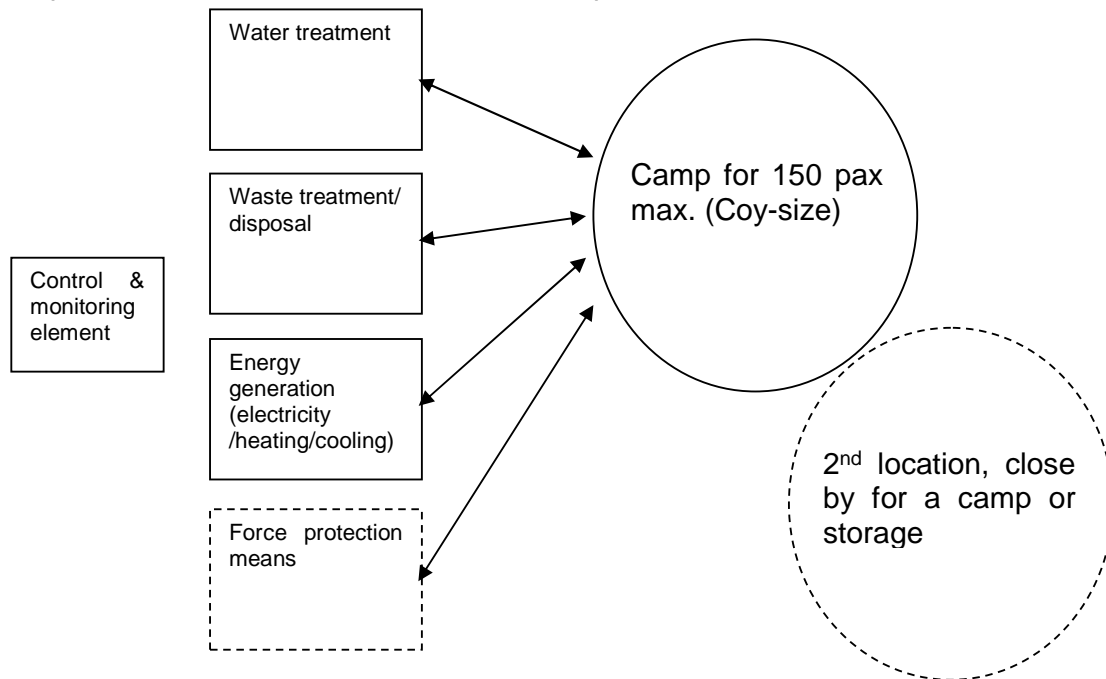 Water treatment
Camp for 150 pax
max. (Coy-size)
Waste treatment/
disposal
Control &
monitoring
element
Energy
generation
(electricity
/heating/cooling)
2nd location, close
by for a camp or
storage
Force protection
means